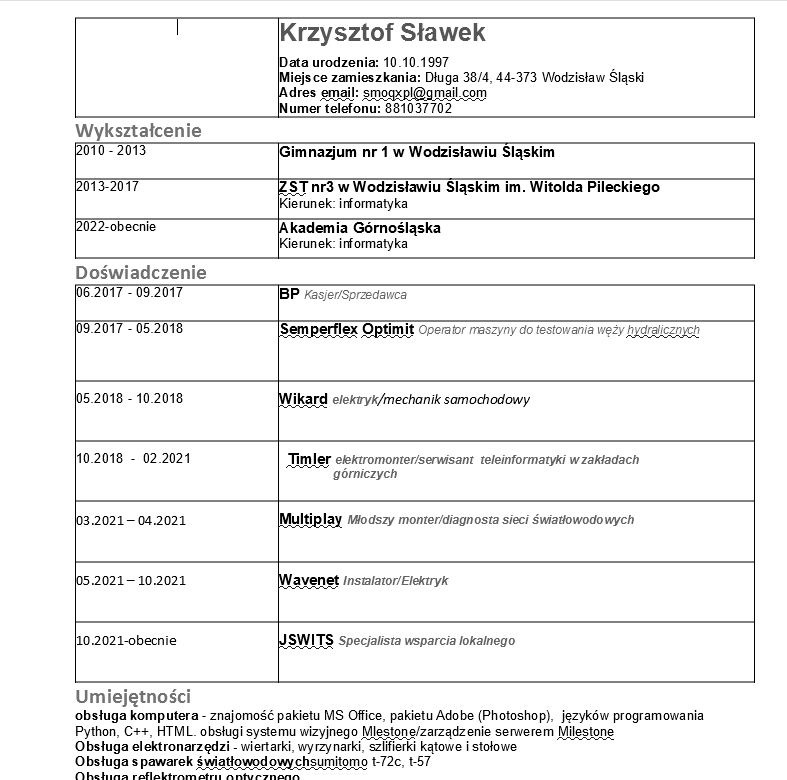 Krzysztof Sławek
Data urodzenia: 10.10.1997
Miejsce zamieszkania: Długa 38/4, 44-373 Wodzisław Śląski
Adres email: smoqxpl@gmail.com
Numer telefonu: 881037702
Wykształcenie
2010 - 2013 Gimnazjum nr 1 w Wodzisławiu Śląskim
2013-2017 ZST nr3 w Wodzisławiu Śląskim im. Witolda Pileckiego
Kierunek: informatyka
2022-obecnie Akademia Górnośląska
Kierunek: informatyka
Doświadczenie
06.2017 - 09.2017 BP Kasjer/Sprzedawca
09.2017 - 05.2018 Semperflex Optimit Operator maszyny do testowania węży hydralicznych
05.2018 - 10.2018 Wikard elektryk/mechanik samochodowy
10.2018 - 02.2021 Timler elektromonter/serwisant teleinformatyki w zakładach
górniczych
03.2021 – 04.2021 Multiplay Młodszy monter/diagnosta sieci światłowodowych
05.2021 – 10.2021 Wavenet Instalator/Elektryk
10.2021-obecnie JSWITS Specjalista wsparcia lokalnego
Umiejętności
obsługa komputera - znajomość pakietu MS Office, pakietu Adobe (Photoshop), języków programowania
Python, C++, HTML. obsługi systemu wizyjnego Mlestone/zarządzenie serwerem Milestone
Obsługa elektronarzędzi - wiertarki, wyrzynarki, szlifierki kątowe i stołowe
Obsługa spawarek światłowodowychsumitomo t-72c, t-57
Obsługa reflektometru optycznego